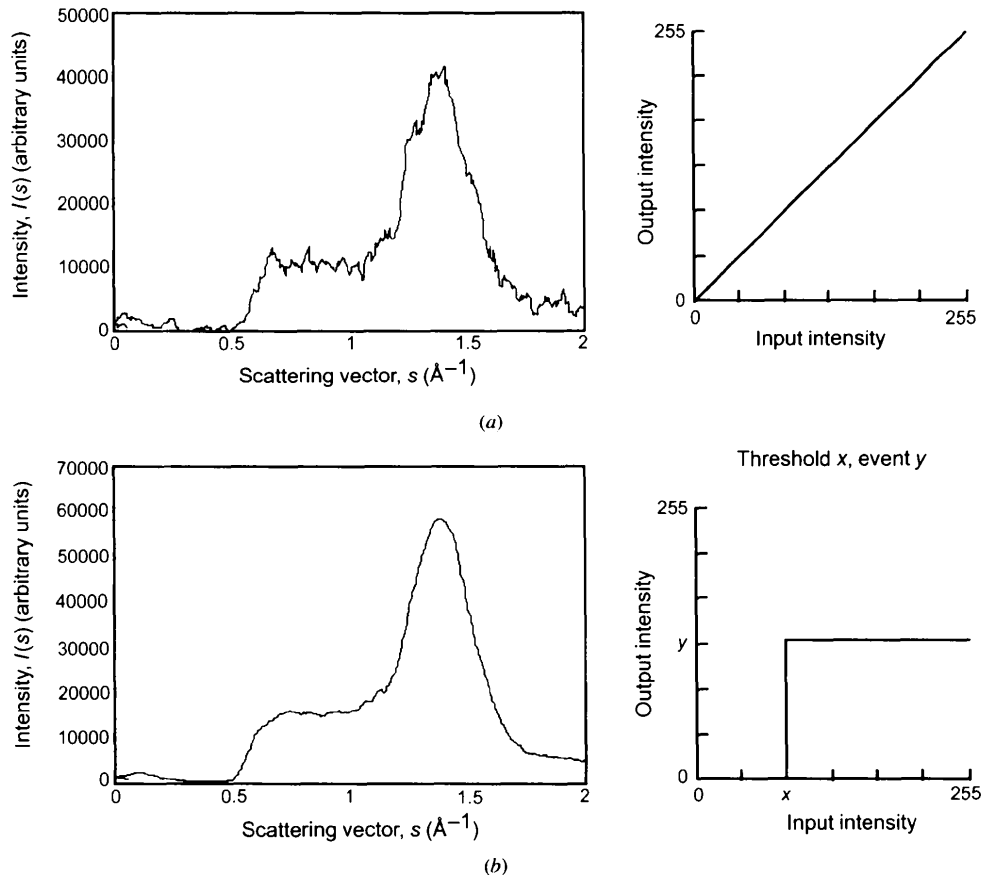 50000
40000
30000
20000
10000
0
Intensity, I(s) (arbitrary units)
0 0.5 1 1.5 2
Scattering vector, s (Å⁻¹)
255
0
Output intensity
0 255
Input intensity
(a)
70000
60000
50000
40000
30000
20000
10000
0
Intensity, I(s) (arbitrary units)
0 0.5 1 1.5 2
Scattering vector, s (Å⁻¹)
Threshold x, event y
255
y
0
Output intensity
0 x 255
Input intensity
(b)